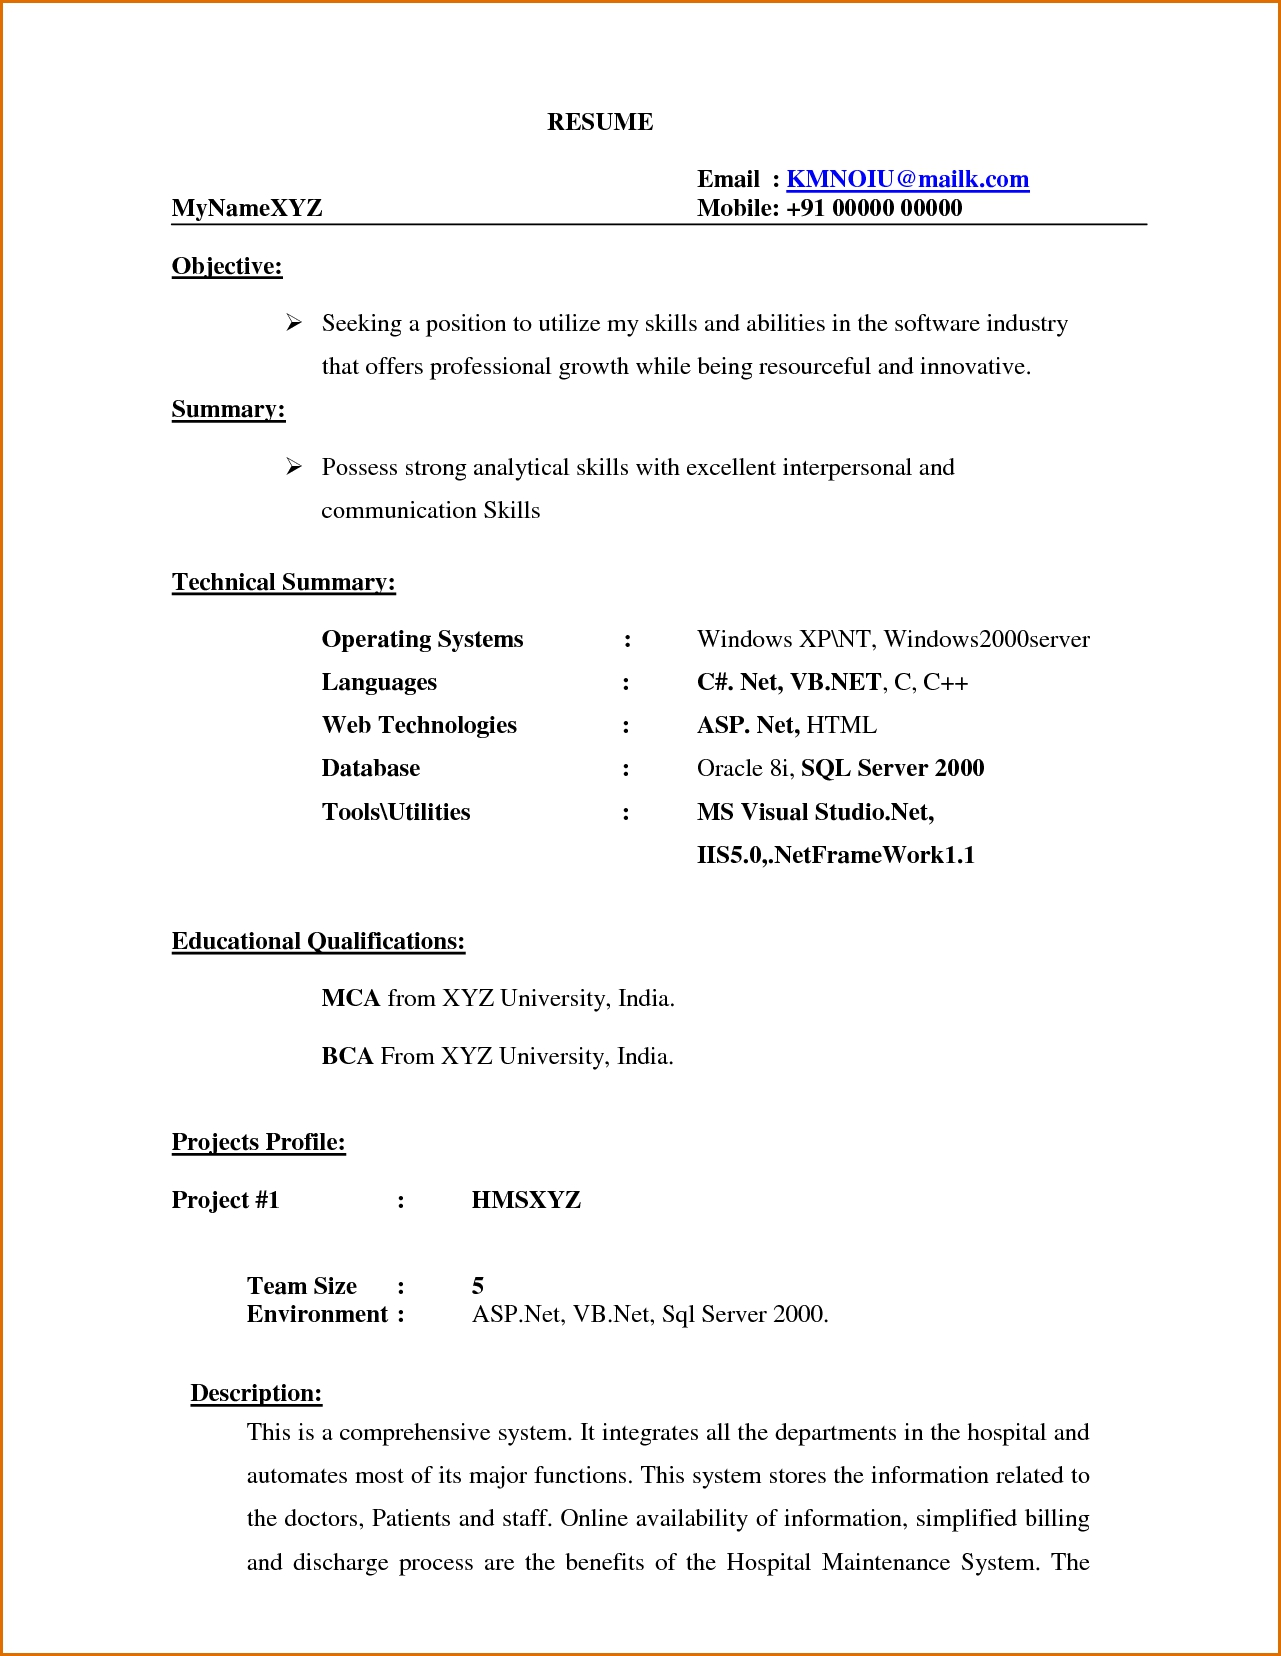 RESUME
Email : KMNOIU@mailk.com
MyNameXYZ Mobile: +91 00000 00000
Objective:
➢ Seeking a position to utilize my skills and abilities in the software industry
that offers professional growth while being resourceful and innovative.
Summary:
➢ Possess strong analytical skills with excellent interpersonal and
communication Skills
Technical Summary:
Operating Systems : Windows XP\NT, Windows2000server
Languages : C#. Net, VB.NET, C, C++
Web Technologies : ASP. Net, HTML
Database : Oracle 8i, SQL Server 2000
Tools\Utilities : MS Visual Studio.Net,
IIS5.0,.NetFrameWork1.1
Educational Qualifications:
MCA from XYZ University, India.
BCA From XYZ University, India.
Projects Profile:
Project #1 : HMSXYZ
Team Size : 5
Environment : ASP.Net, VB.Net, Sql Server 2000.
Description:
This is a comprehensive system. It integrates all the departments in the hospital and
automates most of its major functions. This system stores the information related to
the doctors, Patients and staff. Online availability of information, simplified billing
and discharge process are the benefits of the Hospital Maintenance System. The